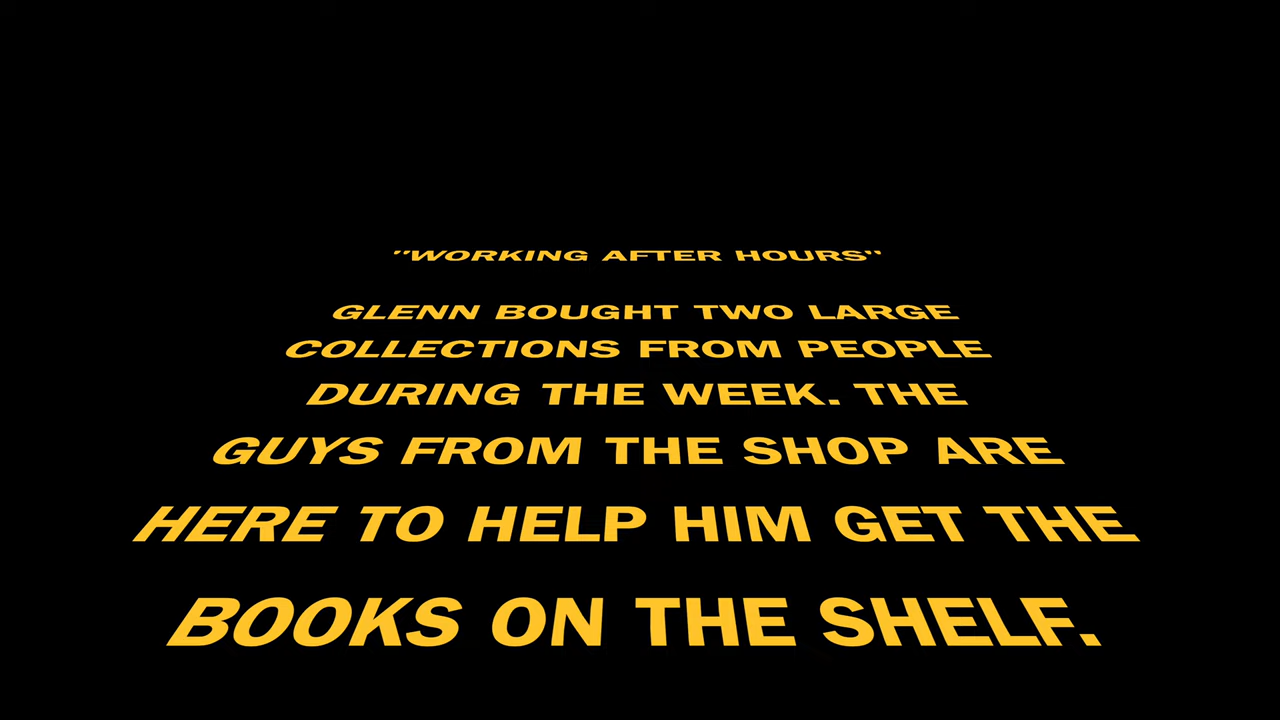 "WORKING AFTER HOURS"
GLENN BOUGHT TWO LARGE
COLLECTIONS FROM PEOPLE
DURING THE WEEK. THE
GUYS FROM THE SHOP ARE
HERE TO HELP HIM GET THE
BOOKS ON THE SHELF.